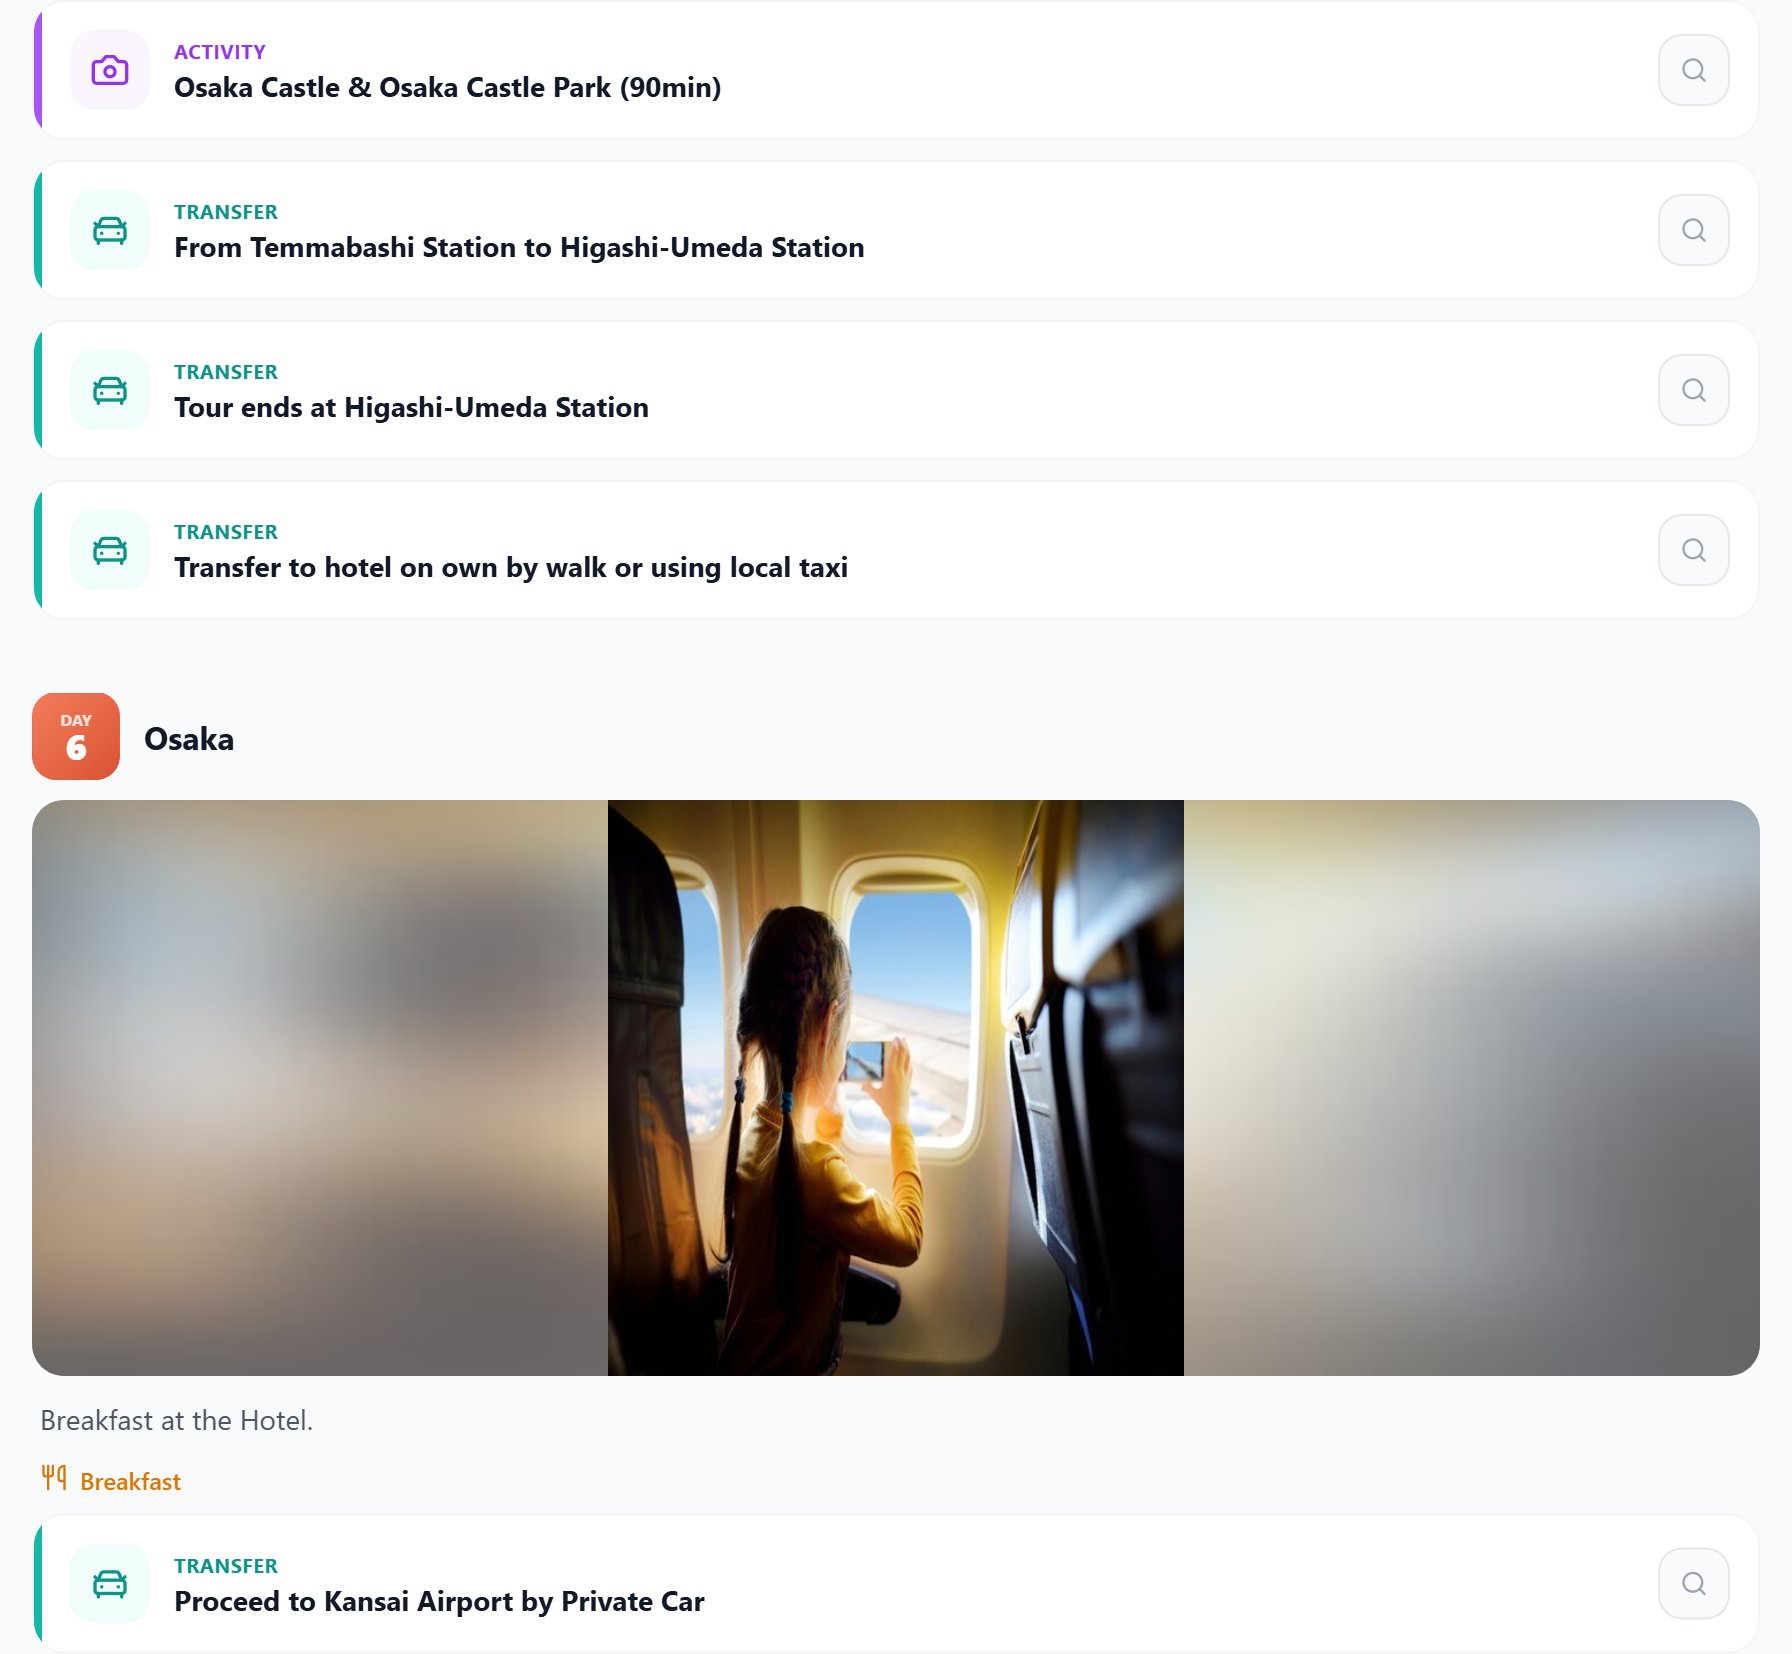 ACTIVITY
Osaka Castle & Osaka Castle Park (90min)
TRANSFER
From Temmabashi Station to Higashi-Umeda Station
TRANSFER
Tour ends at Higashi-Umeda Station
TRANSFER
Transfer to hotel on own by walk or using local taxi
DAY
6
Osaka
Breakfast at the Hotel.
Breakfast
TRANSFER
Proceed to Kansai Airport by Private Car